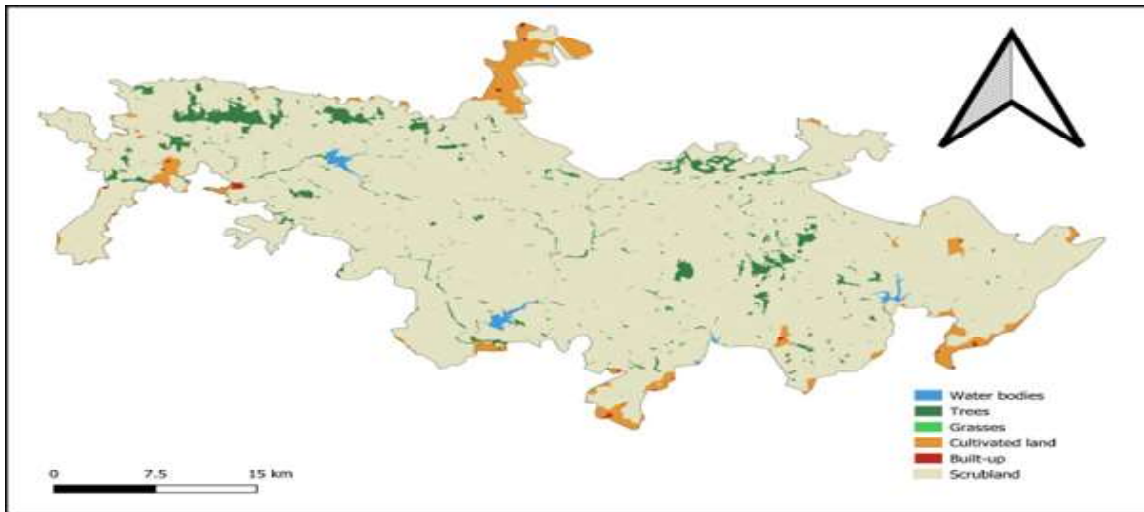 Water bodies
Trees
Grasses
Cultivated land
Built-up
Scrubland
0 7.5 15 km